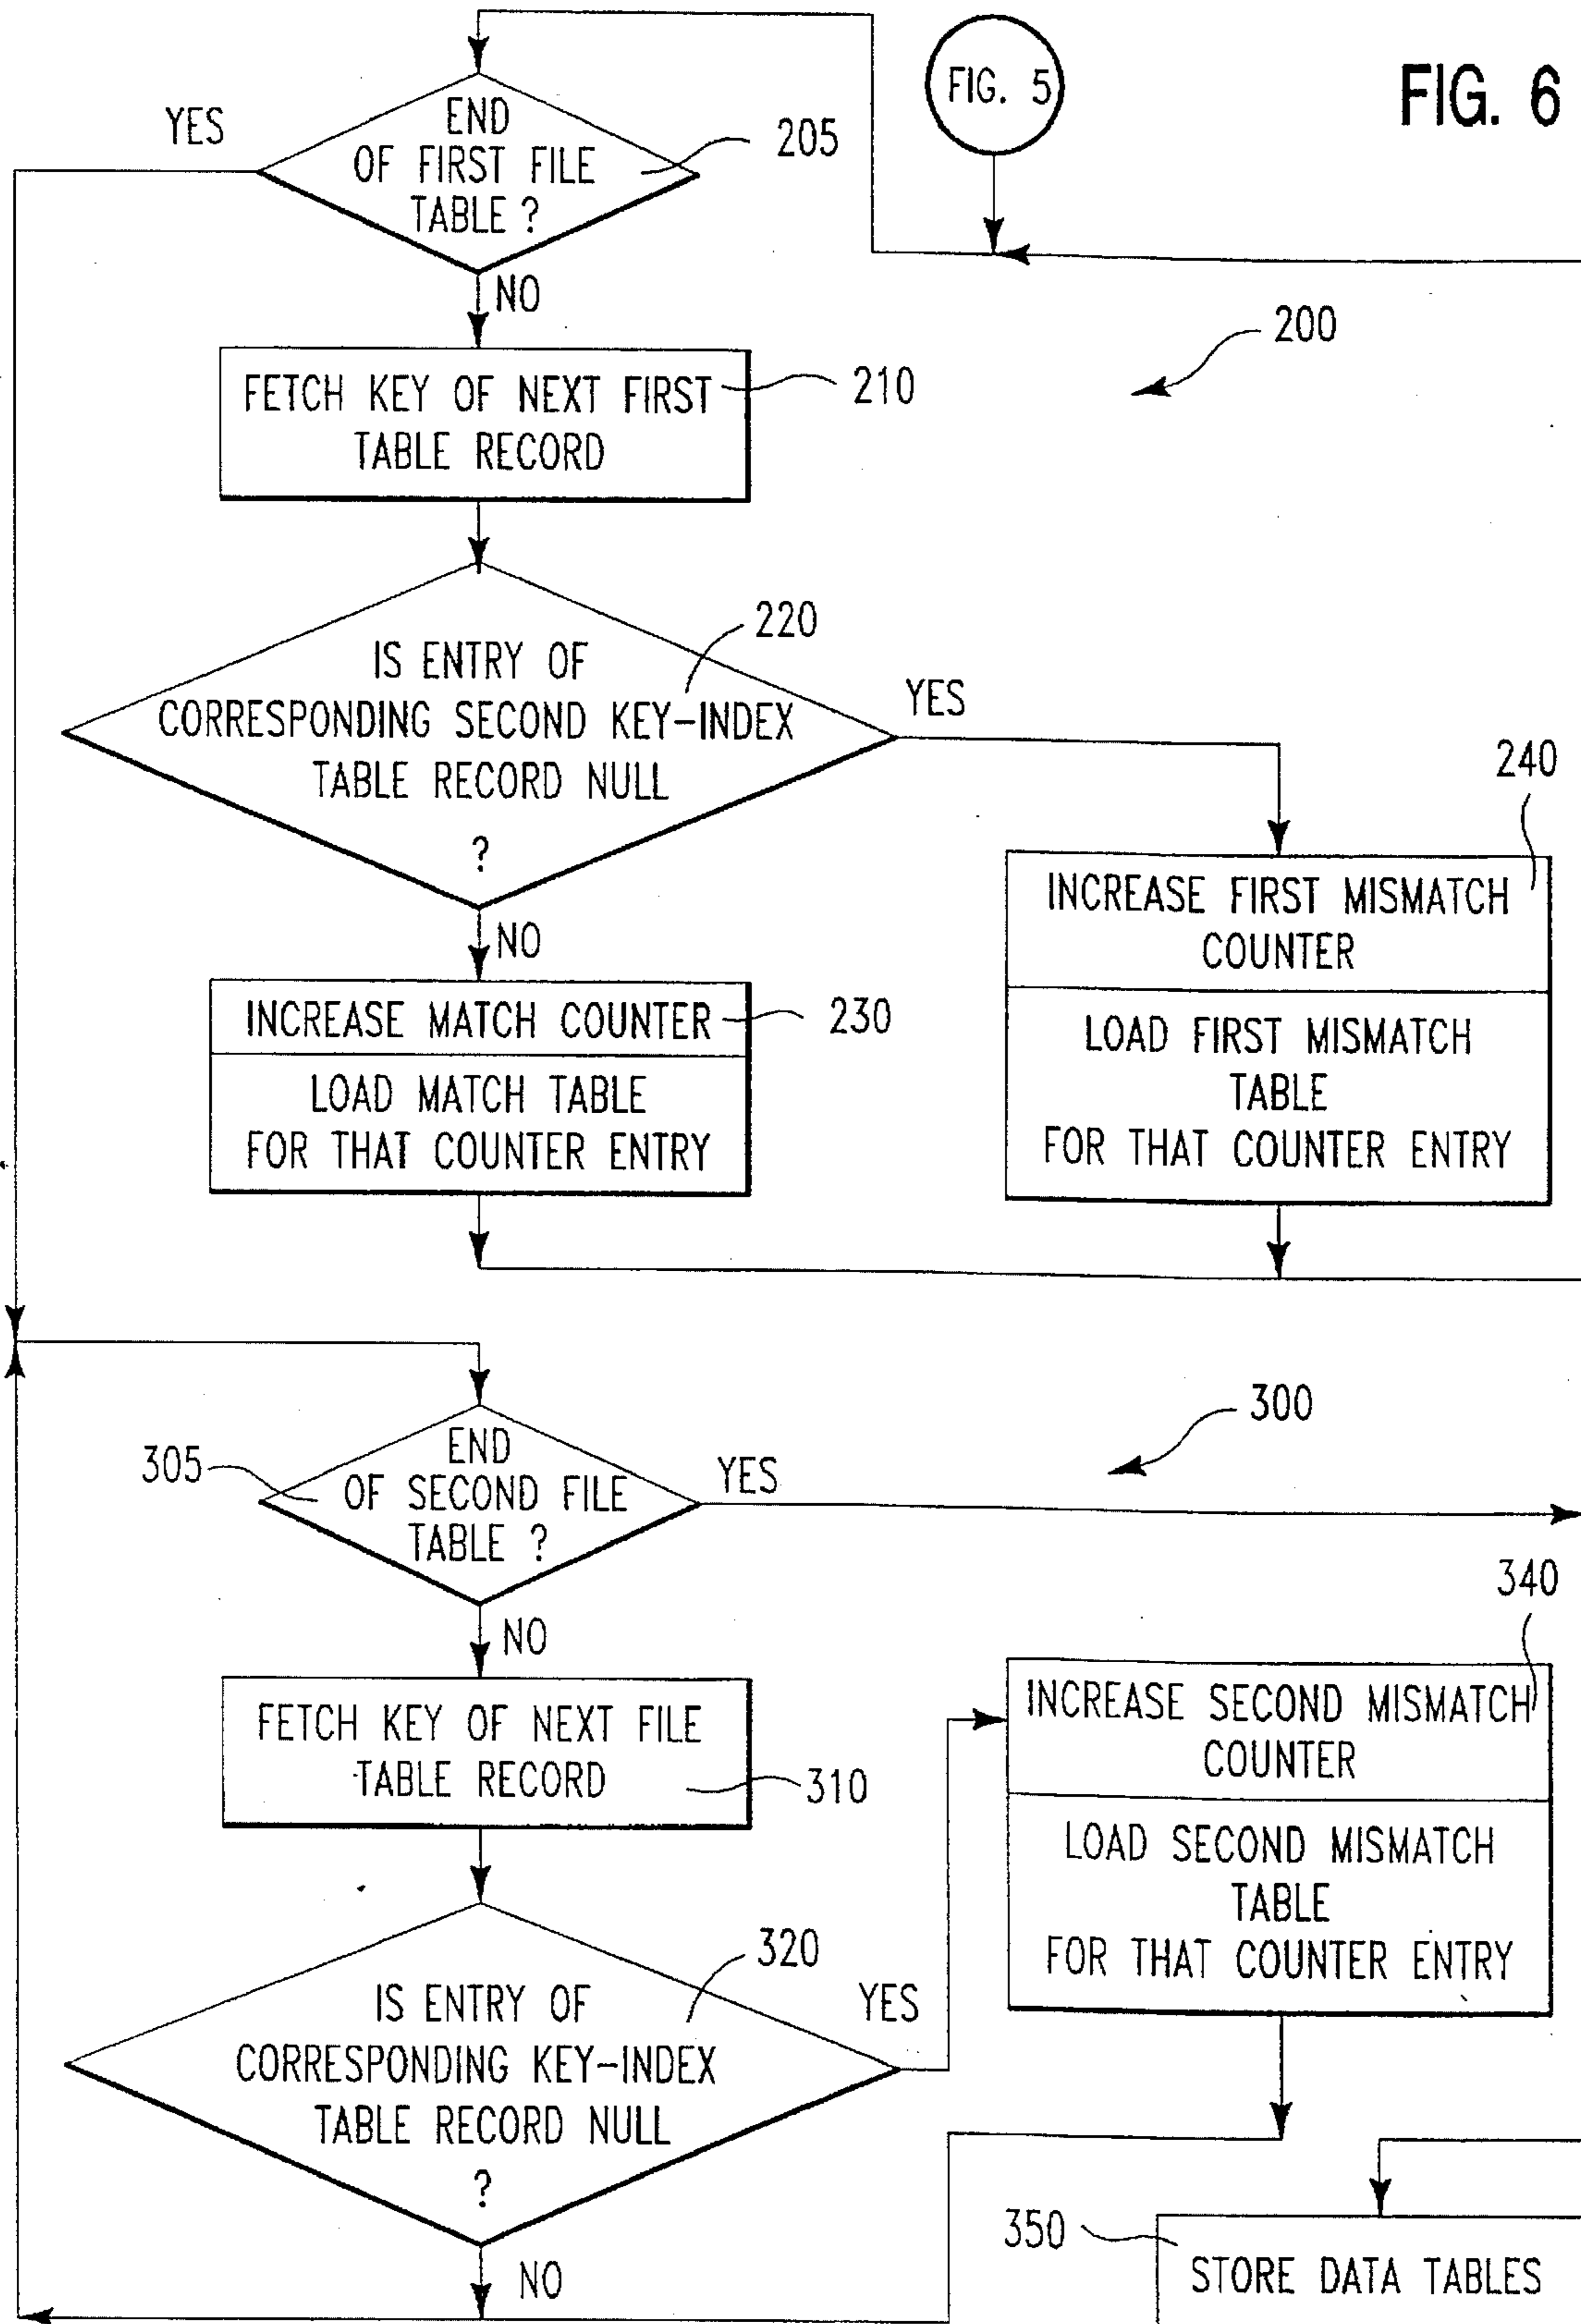 FIG. 5
FIG. 6
YES
END
OF FIRST FILE
TABLE ?
205
NO
200
FETCH KEY OF NEXT FIRST
TABLE RECORD
210
220
IS ENTRY OF
CORRESPONDING SECOND KEY-INDEX
TABLE RECORD NULL
?
YES
240
NO
INCREASE MATCH COUNTER
230
LOAD MATCH TABLE
FOR THAT COUNTER ENTRY
INCREASE FIRST MISMATCH
COUNTER
LOAD FIRST MISMATCH
TABLE
FOR THAT COUNTER ENTRY
300
305
END
OF SECOND FILE
TABLE ?
YES
NO
340
FETCH KEY OF NEXT FILE
TABLE RECORD
310
INCREASE SECOND MISMATCH
COUNTER
LOAD SECOND MISMATCH
TABLE
FOR THAT COUNTER ENTRY
320
IS ENTRY OF
CORRESPONDING KEY-INDEX
TABLE RECORD NULL
?
YES
NO
350
STORE DATA TABLES